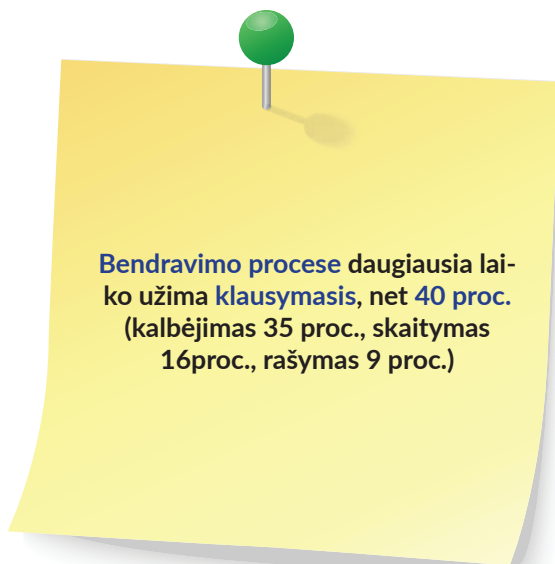 Bendravimo procese daugiausia lai-
ko užima klausymasis, net 40 proc.
(kalbėjimas 35 proc., skaitymas
16proc., rašymas 9 proc.)